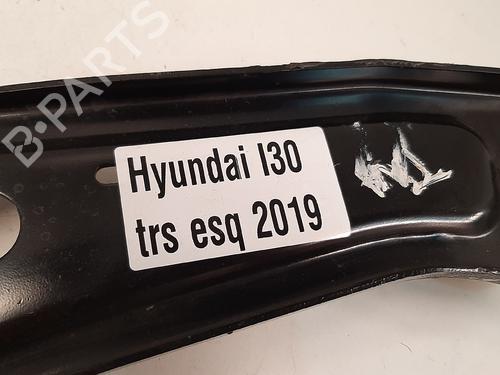 B-PARTS
Hyundai I30
trs esq 2019